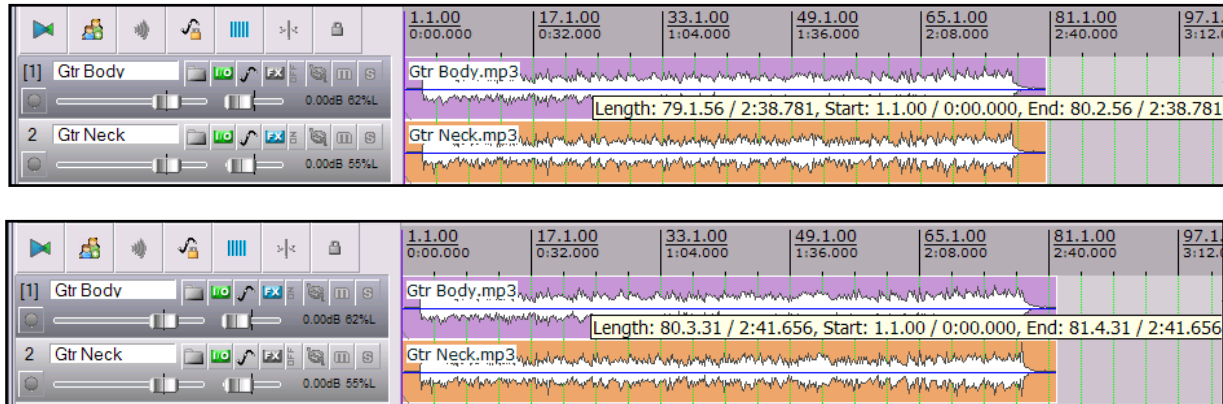 1.1.00 17.1.00 33.1.00 49.1.00 65.1.00 81.1.00 97.1.
0:00.000 0:32.000 1:04.000 1:36.000 2:08.000 2:40.000 3:12.
[1] Gtr Body I/O FX m s
Gtr Body.mp3
0.00dB 62%L
Length: 79.1.56 / 2:38.781, Start: 1.1.00 / 0:00.000, End: 80.2.56 / 2:38.781
2 Gtr Neck I/O FX m s
Gtr Neck.mp3
0.00dB 55%L
1.1.00 17.1.00 33.1.00 49.1.00 65.1.00 81.1.00 97.1.
0:00.000 0:32.000 1:04.000 1:36.000 2:08.000 2:40.000 3:12.
[1] Gtr Body I/O FX m s
Gtr Body.mp3
0.00dB 62%L
Length: 80.3.31 / 2:41.656, Start: 1.1.00 / 0:00.000, End: 81.4.31 / 2:41.656
2 Gtr Neck I/O FX m s
Gtr Neck.mp3
0.00dB 55%L